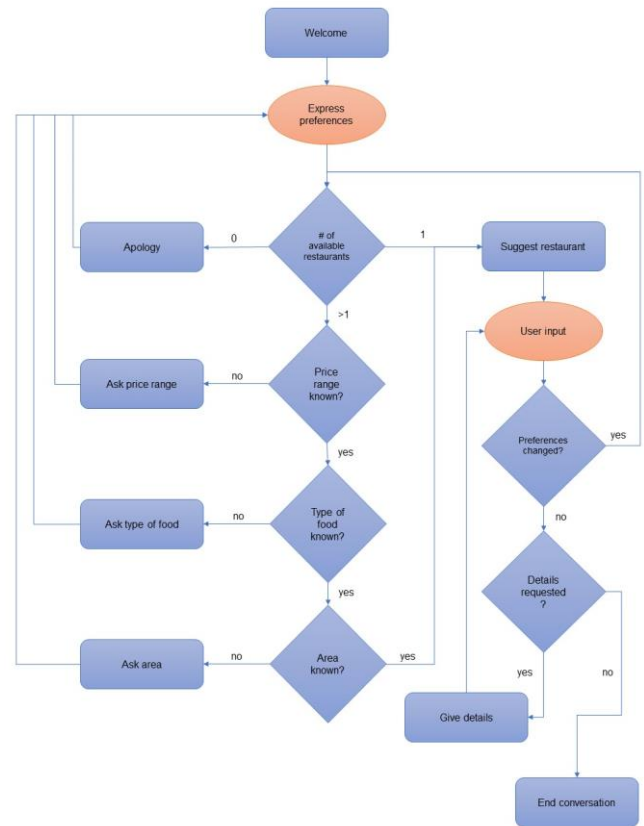 Welcome
Express
preferences
# of
available
restaurants
0
Apology
1
Suggest restaurant
>1
User input
Price
range
known?
no
Ask price range
yes
Preferences
changed?
yes
no
Type of
food
known?
no
Ask type of food
yes
Details
requested
?
yes
no
Area
known?
no
Ask area
yes
Give details
End conversation